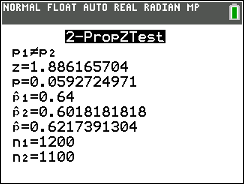 NORMAL FLOAT AUTO REAL RADIAN MP
2-PropZTest
p₁≠p₂
z=1.886165704
p=0.0592724971
p̂₁=0.64
p̂₂=0.6018181818
p̂=0.6217391304
n₁=1200
n₂=1100